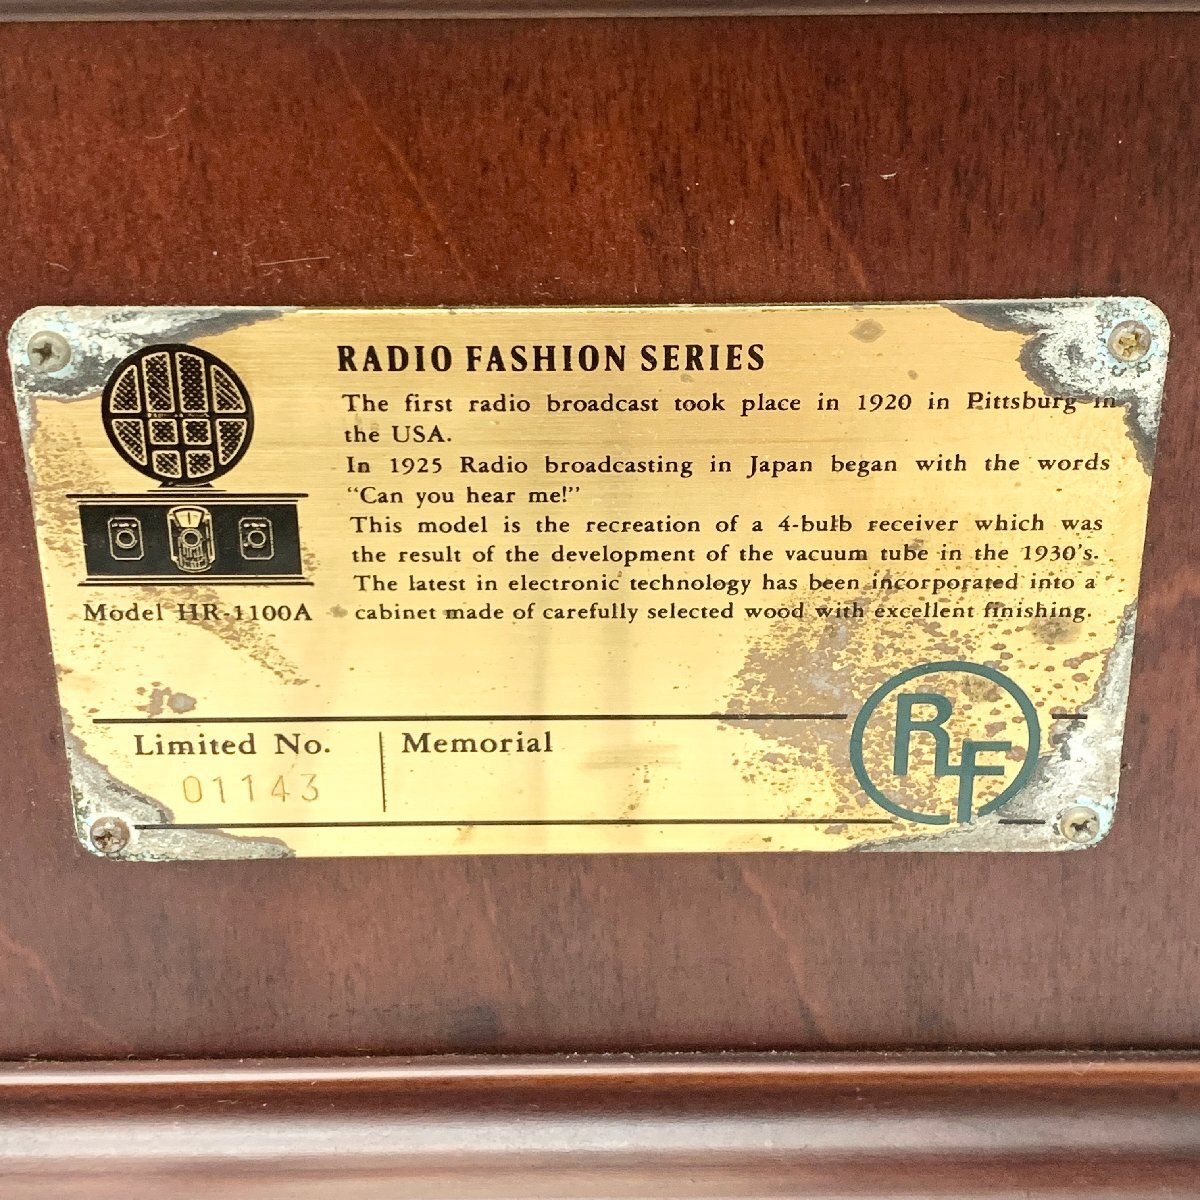 RADIO FASHION SERIES
The first radio broadcast took place in 1920 in Pittsburg in
the USA.
In 1925 Radio broadcasting in Japan began with the words
“Can you hear me!”
This model is the recreation of a 4-bulb receiver which was
the result of the development of the vacuum tube in the 1930’s.
The latest in electronic technology has been incorporated into a
cabinet made of carefully selected wood with excellent finishing.
Model HR-1100A
Limited No.
01143
Memorial
RF